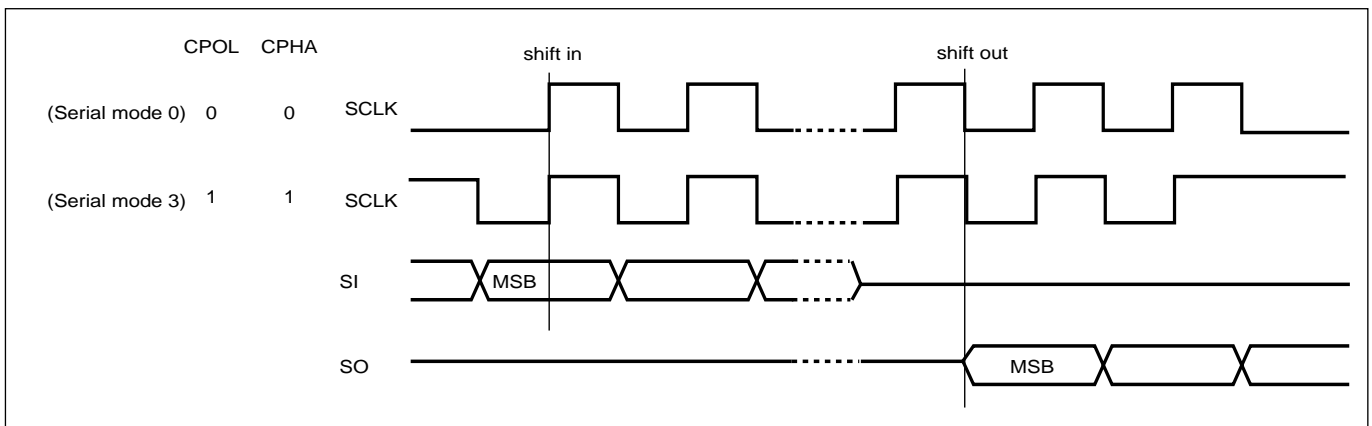 CPOL CPHA
shift in
shift out
(Serial mode 0) 0 0 SCLK
(Serial mode 3) 1 1 SCLK
SI MSB
SO MSB